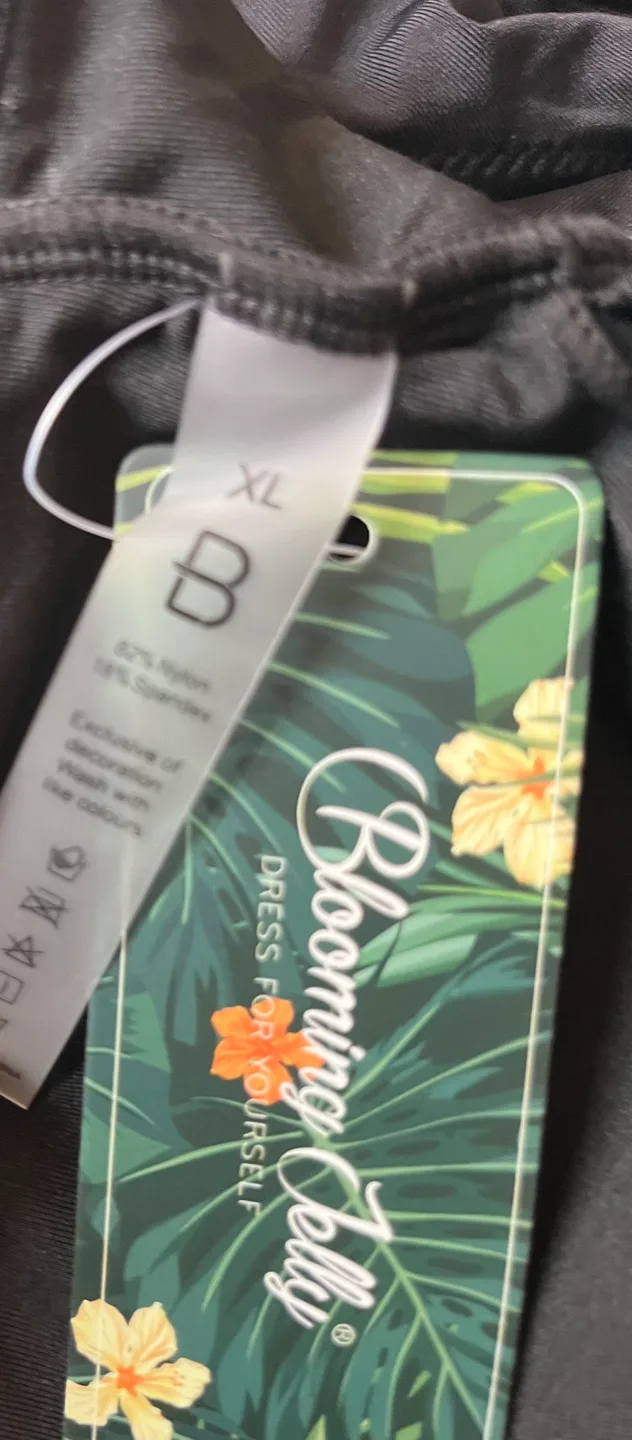 XL
B
82% Nylon
18% Spandex
Exclusive of
decoration
Wash with
like colours
Blooming Jelly®
DRESS FOR YOURSELF